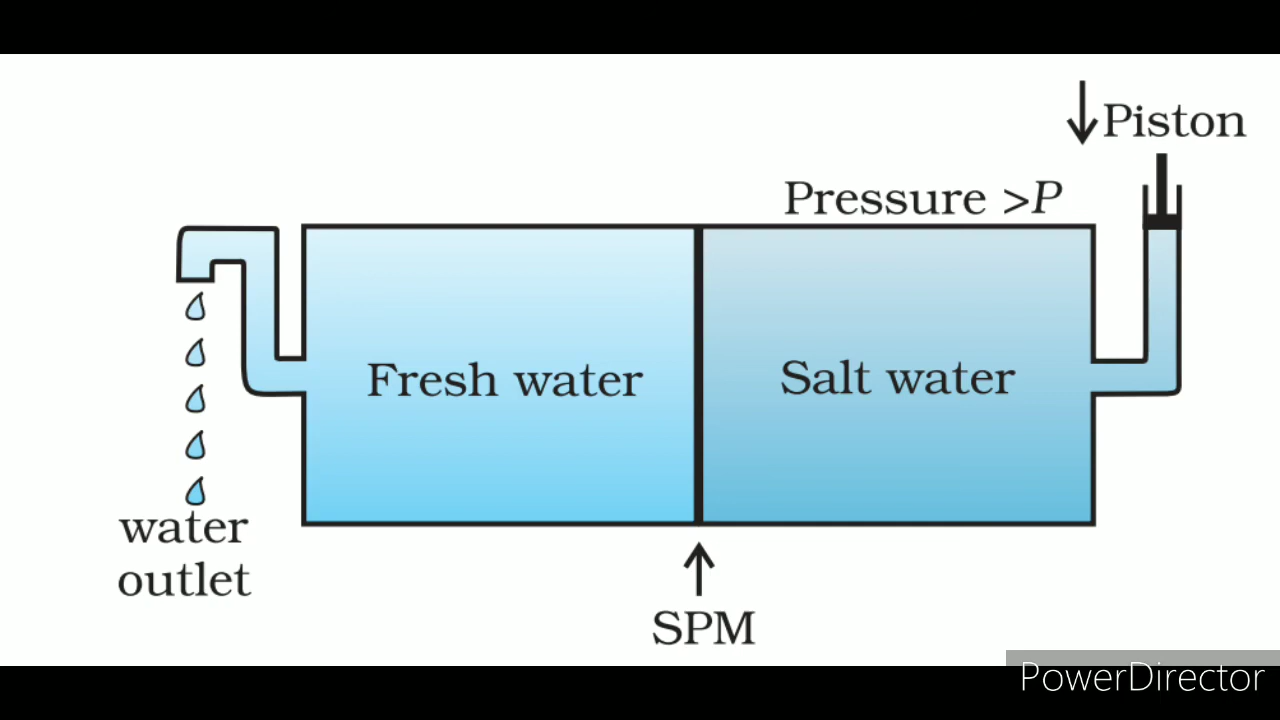 Piston
Pressure >P
Fresh water
Salt water
water
outlet
SPM
PowerDirector